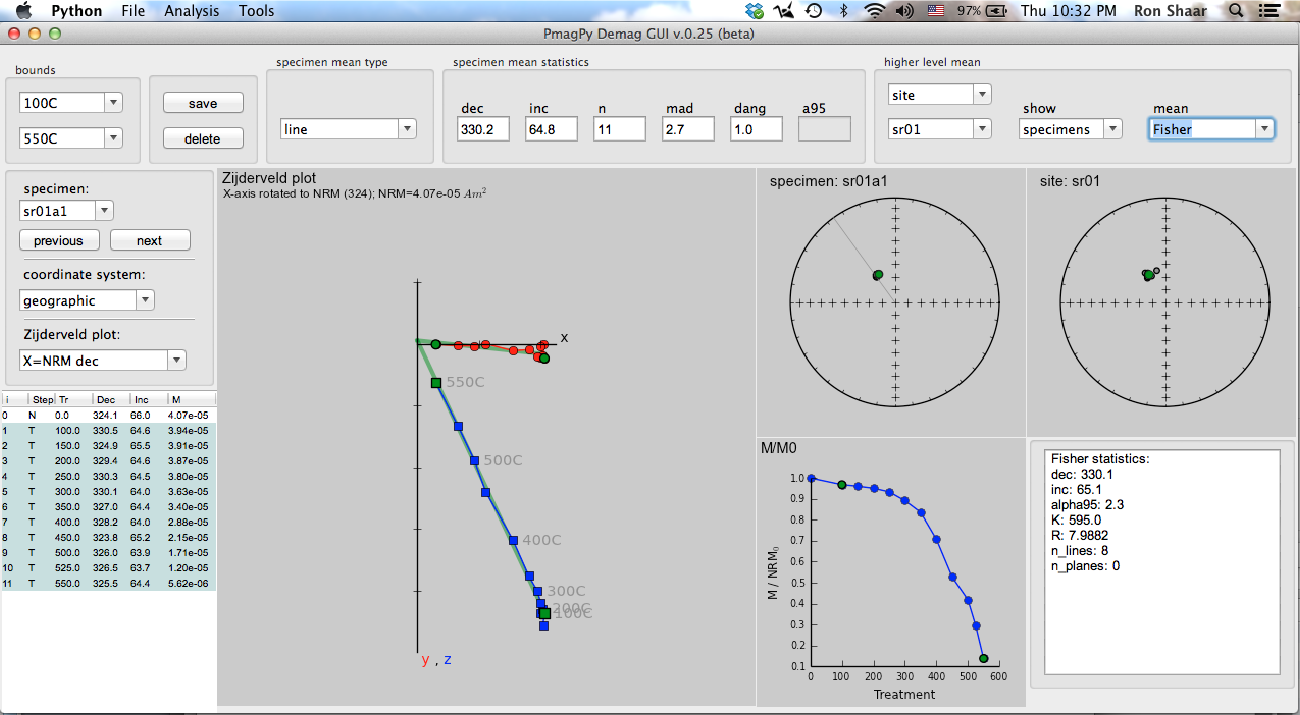 Python File Analysis Tools 97% Thu 10:32 PM Ron Shaar
PmagPy Demag GUI v.0.25 (beta)
bounds
100C
550C
save
delete
specimen mean type
line
specimen mean statistics
dec inc n mad dang a95
330.2 64.8 11 2.7 1.0
higher level mean
site
sr01
show
specimens
mean
Fisher
specimen:
sr01a1
previous next
coordinate system:
geographic
Zijderveld plot:
X=NRM dec
i Step Tr Dec Inc M
0 N 0.0 324.1 66.0 4.07e-05
1 T 100.0 330.5 64.6 3.94e-05
2 T 150.0 324.9 65.5 3.91e-05
3 T 200.0 329.4 64.6 3.87e-05
4 T 250.0 330.3 64.5 3.80e-05
5 T 300.0 330.1 64.0 3.63e-05
6 T 350.0 327.0 64.4 3.40e-05
7 T 400.0 328.2 64.0 2.88e-05
8 T 450.0 323.8 65.2 2.15e-05
9 T 500.0 326.0 63.9 1.71e-05
10 T 525.0 326.5 63.7 1.20e-05
11 T 550.0 325.5 64.4 5.62e-06
Zijderveld plot
X-axis rotated to NRM (324); NRM=4.07e-05 Am²
x
550C
500C
400C
300C
200C
100C
y , z
specimen: sr01a1
site: sr01
M/M0
M / NRM₀
1.0
0.9
0.8
0.7
0.6
0.5
0.4
0.3
0.2
0.1
0 100 200 300 400 500 600
Treatment
Fisher statistics:
dec: 330.1
inc: 65.1
alpha95: 2.3
K: 595.0
R: 7.9882
n_lines: 8
n_planes: 0